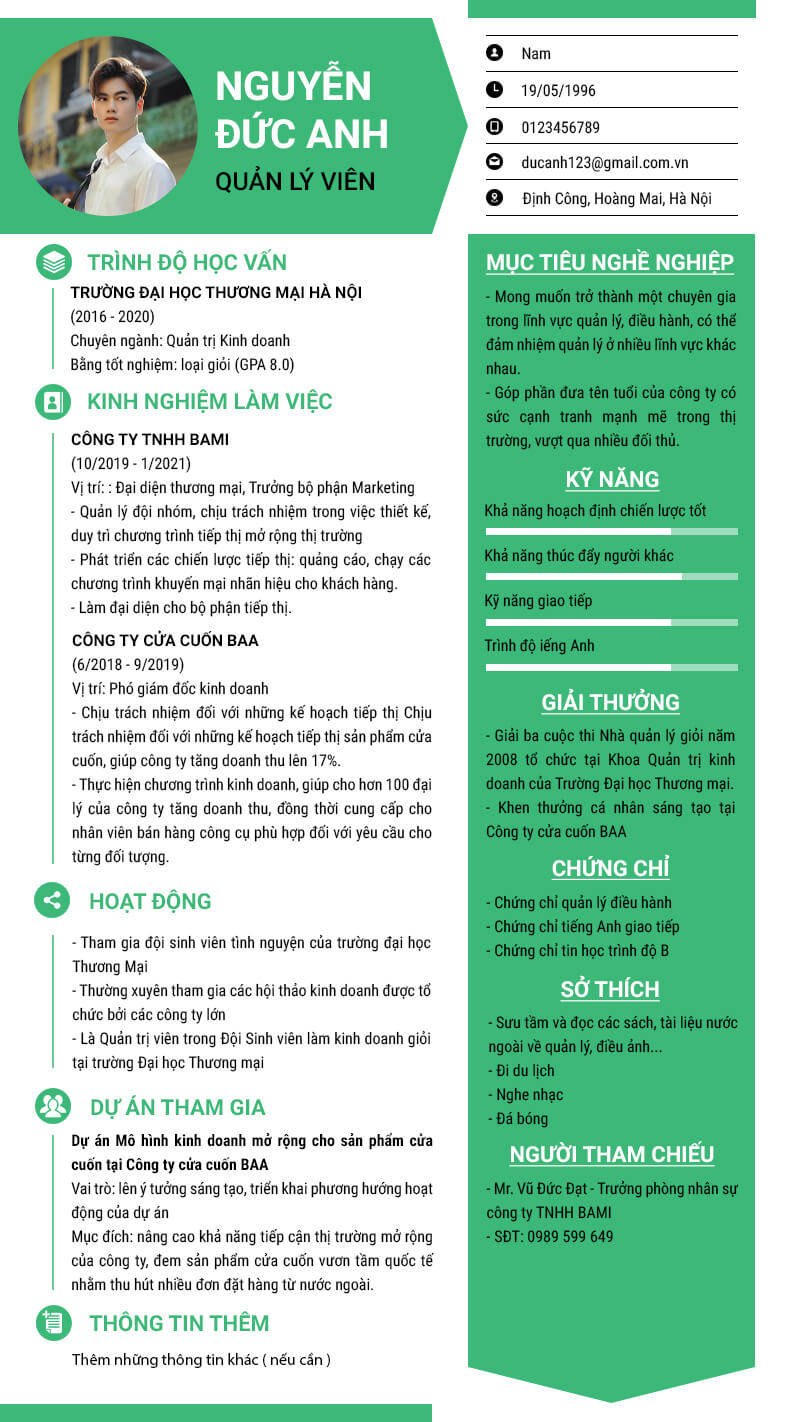 NGUYỄN
ĐỨC ANH
QUẢN LÝ VIÊN
Nam
19/05/1996
0123456789
ducanh123@gmail.com.vn
Định Công, Hoàng Mai, Hà Nội
TRÌNH ĐỘ HỌC VẤN
TRƯỜNG ĐẠI HỌC THƯƠNG MẠI HÀ NỘI
(2016 - 2020)
Chuyên ngành: Quản trị Kinh doanh
Bằng tốt nghiệm: loại giỏi (GPA 8.0)
KINH NGHIỆM LÀM VIỆC
CÔNG TY TNHH BAMI
(10/2019 - 1/2021)
Vị trí: : Đại diện thương mại, Trưởng bộ phận Marketing
- Quản lý đội nhóm, chịu trách nhiệm trong việc thiết kế,
duy trì chương trình tiếp thị mở rộng thị trường
- Phát triển các chiến lược tiếp thị: quảng cáo, chạy các
chương trình khuyến mại nhãn hiệu cho khách hàng.
- Làm đại diện cho bộ phận tiếp thị.
CÔNG TY CỬA CUỐN BAA
(6/2018 - 9/2019)
Vị trí: Phó giám đốc kinh doanh
- Chịu trách nhiệm đối với những kế hoạch tiếp thị Chịu
trách nhiệm đối với những kế hoạch tiếp thị sản phẩm cửa
cuốn, giúp công ty tăng doanh thu lên 17%.
- Thực hiện chương trình kinh doanh, giúp cho hơn 100 đại
lý của công ty tăng doanh thu, đồng thời cung cấp cho
nhân viên bán hàng công cụ phù hợp đối với yêu cầu cho
từng đối tượng.
HOẠT ĐỘNG
- Tham gia đội sinh viên tình nguyện của trường đại học
Thương Mại
- Thường xuyên tham gia các hội thảo kinh doanh được tổ
chức bởi các công ty lớn
- Là Quản trị viên trong Đội Sinh viên làm kinh doanh giỏi
tại trường Đại học Thương mại
DỰ ÁN THAM GIA
Dự án Mô hình kinh doanh mở rộng cho sản phẩm cửa
cuốn tại Công ty cửa cuốn BAA
Vai trò: lên ý tưởng sáng tạo, triển khai phương hướng hoạt
động của dự án
Mục đích: nâng cao khả năng tiếp cận thị trường mở rộng
của công ty, đem sản phẩm cửa cuốn vươn tầm quốc tế
nhằm thu hút nhiều đơn đặt hàng từ nước ngoài.
THÔNG TIN THÊM
Thêm những thông tin khác ( nếu cần )
MỤC TIÊU NGHỀ NGHIỆP
- Mong muốn trở thành một chuyên gia
trong lĩnh vực quản lý, điều hành, có thể
đảm nhiệm quản lý ở nhiều lĩnh vực khác
nhau.
- Góp phần đưa tên tuổi của công ty có
sức cạnh tranh mạnh mẽ trong thị
trường, vượt qua nhiều đối thủ.
KỸ NĂNG
Khả năng hoạch định chiến lược tốt
Khả năng thúc đẩy người khác
Kỹ năng giao tiếp
Trình độ iếng Anh
GIẢI THƯỞNG
- Giải ba cuộc thi Nhà quản lý giỏi năm
2008 tổ chức tại Khoa Quản trị kinh
doanh của Trường Đại học Thương mại.
- Khen thưởng cá nhân sáng tạo tại
Công ty cửa cuốn BAA
CHỨNG CHỈ
- Chứng chỉ quản lý điều hành
- Chứng chỉ tiếng Anh giao tiếp
- Chứng chỉ tin học trình độ B
SỞ THÍCH
- Sưu tầm và đọc các sách, tài liệu nước
ngoài về quản lý, điều ảnh...
- Đi du lịch
- Nghe nhạc
- Đá bóng
NGƯỜI THAM CHIẾU
- Mr. Vũ Đức Đạt - Trưởng phòng nhân sự
công ty TNHH BAMI
- SĐT: 0989 599 649